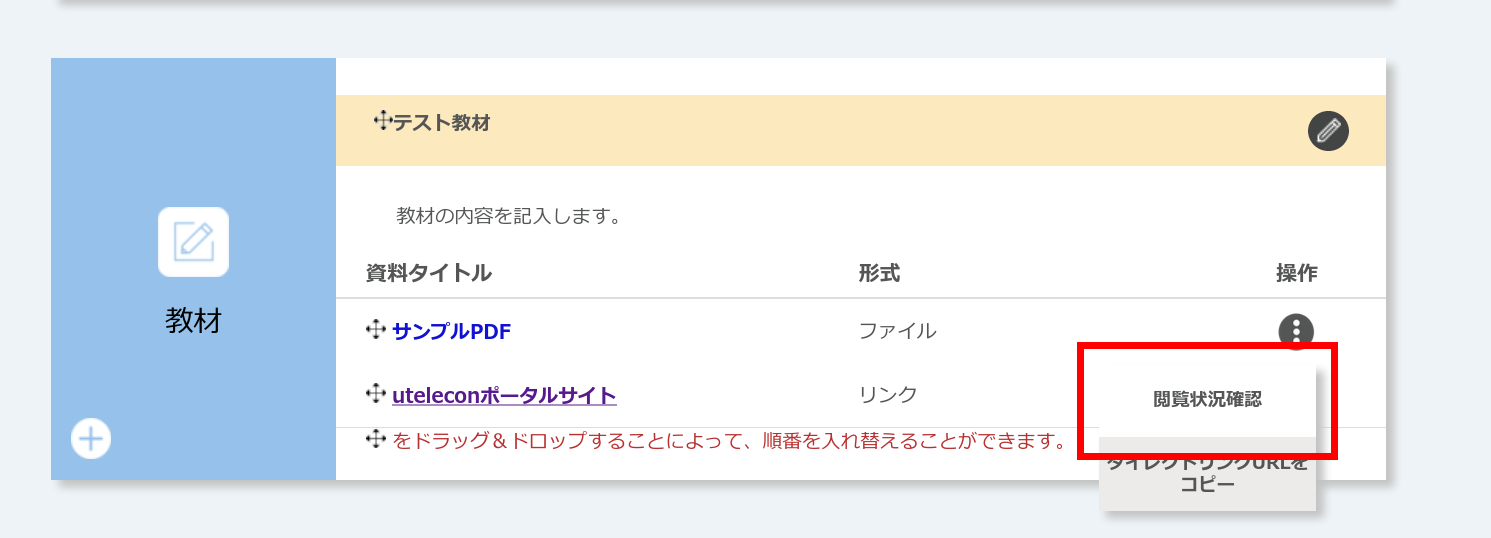 テスト教材
教材の内容を記入します。
資料タイトル 形式 操作
教材
サンプルPDF ファイル
uteleconポータルサイト リンク
閲覧状況確認
をドラッグ＆ドロップすることによって、順番を入れ替えることができます。
ダイレクトリンクURLを
コピー